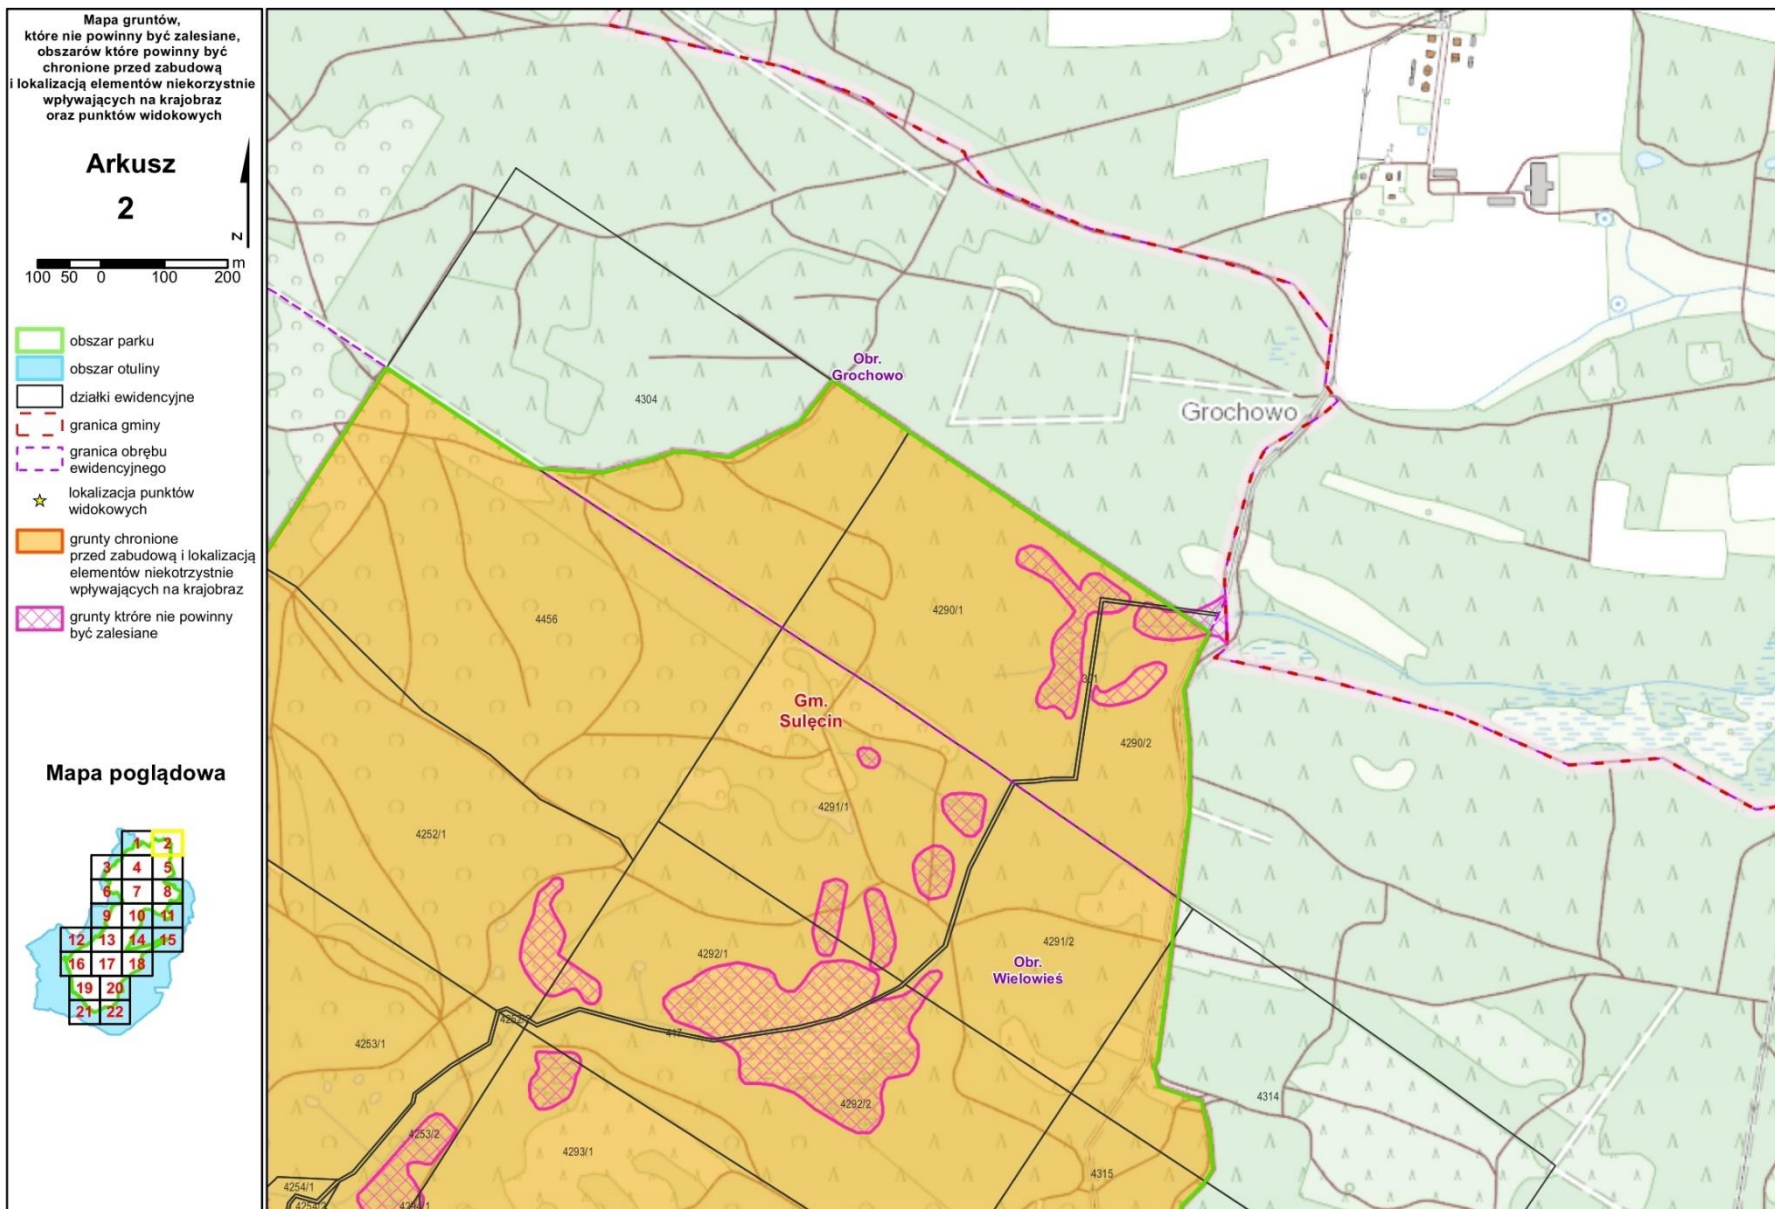 Mapa gruntów,
które nie powinny być zalesiane,
obszarów które powinny być
chronione przed zabudową
i lokalizacją elementów niekorzystnie
wpływających na krajobraz
oraz punktów widokowych
Arkusz
2
N
100 50 0 100 200 m
obszar parku
obszar otuliny
działki ewidencyjne
granica gminy
granica obrębu
ewidencyjnego
lokalizacja punktów
widokowych
grunty chronione
przed zabudową i lokalizacją
elementów niekotrzystnie
wpływających na krajobraz
grunty któróre nie powinny
być zalesiane
Mapa poglądowa
1 2
3 4 5
6 7 8
9 10 11
12 13 14 15
16 17 18
19 20
21 22
Obr.
Grochowo
4304
Grochowo
4290/1
4456
Gm.
Sulęcin
4290/2
4291/1
4252/1
4291/2
4292/1
Obr.
Wielowieś
417
4253/1
4314
4292/2
4253/2
4293/1
4315
4254/1